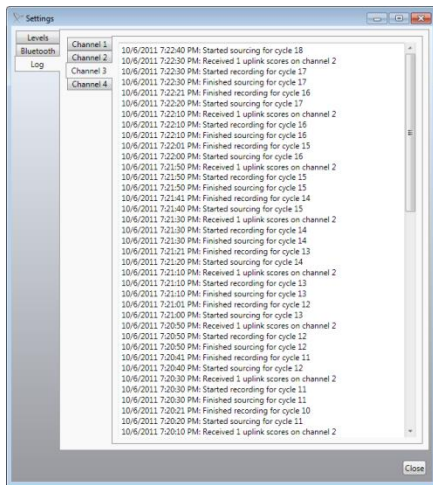 Settings
Levels
Bluetooth
Log
Channel 1
Channel 2
Channel 3
Channel 4
10/6/2011 7:22:40 PM: Started sourcing for cycle 18
10/6/2011 7:22:30 PM: Received 1 uplink scores on channel 2
10/6/2011 7:22:30 PM: Started recording for cycle 17
10/6/2011 7:22:30 PM: Finished sourcing for cycle 17
10/6/2011 7:22:21 PM: Finished recording for cycle 16
10/6/2011 7:22:20 PM: Started sourcing for cycle 17
10/6/2011 7:22:10 PM: Received 1 uplink scores on channel 2
10/6/2011 7:22:10 PM: Started recording for cycle 16
10/6/2011 7:22:10 PM: Finished sourcing for cycle 16
10/6/2011 7:22:01 PM: Finished recording for cycle 15
10/6/2011 7:22:00 PM: Started sourcing for cycle 16
10/6/2011 7:21:50 PM: Received 1 uplink scores on channel 2
10/6/2011 7:21:50 PM: Started recording for cycle 15
10/6/2011 7:21:50 PM: Finished sourcing for cycle 15
10/6/2011 7:21:41 PM: Finished recording for cycle 14
10/6/2011 7:21:40 PM: Started sourcing for cycle 15
10/6/2011 7:21:30 PM: Received 1 uplink scores on channel 2
10/6/2011 7:21:30 PM: Started recording for cycle 14
10/6/2011 7:21:30 PM: Finished sourcing for cycle 14
10/6/2011 7:21:21 PM: Finished recording for cycle 13
10/6/2011 7:21:20 PM: Started sourcing for cycle 14
10/6/2011 7:21:10 PM: Received 1 uplink scores on channel 2
10/6/2011 7:21:10 PM: Started recording for cycle 13
10/6/2011 7:21:10 PM: Finished sourcing for cycle 13
10/6/2011 7:21:01 PM: Finished recording for cycle 12
10/6/2011 7:21:00 PM: Started sourcing for cycle 13
10/6/2011 7:20:50 PM: Received 1 uplink scores on channel 2
10/6/2011 7:20:50 PM: Started recording for cycle 12
10/6/2011 7:20:50 PM: Finished sourcing for cycle 12
10/6/2011 7:20:41 PM: Finished recording for cycle 11
10/6/2011 7:20:40 PM: Started sourcing for cycle 12
10/6/2011 7:20:30 PM: Received 1 uplink scores on channel 2
10/6/2011 7:20:30 PM: Started recording for cycle 11
10/6/2011 7:20:30 PM: Finished sourcing for cycle 11
10/6/2011 7:20:21 PM: Finished recording for cycle 10
10/6/2011 7:20:20 PM: Started sourcing for cycle 11
10/6/2011 7:20:10 PM: Received 1 uplink scores on channel 2
Close